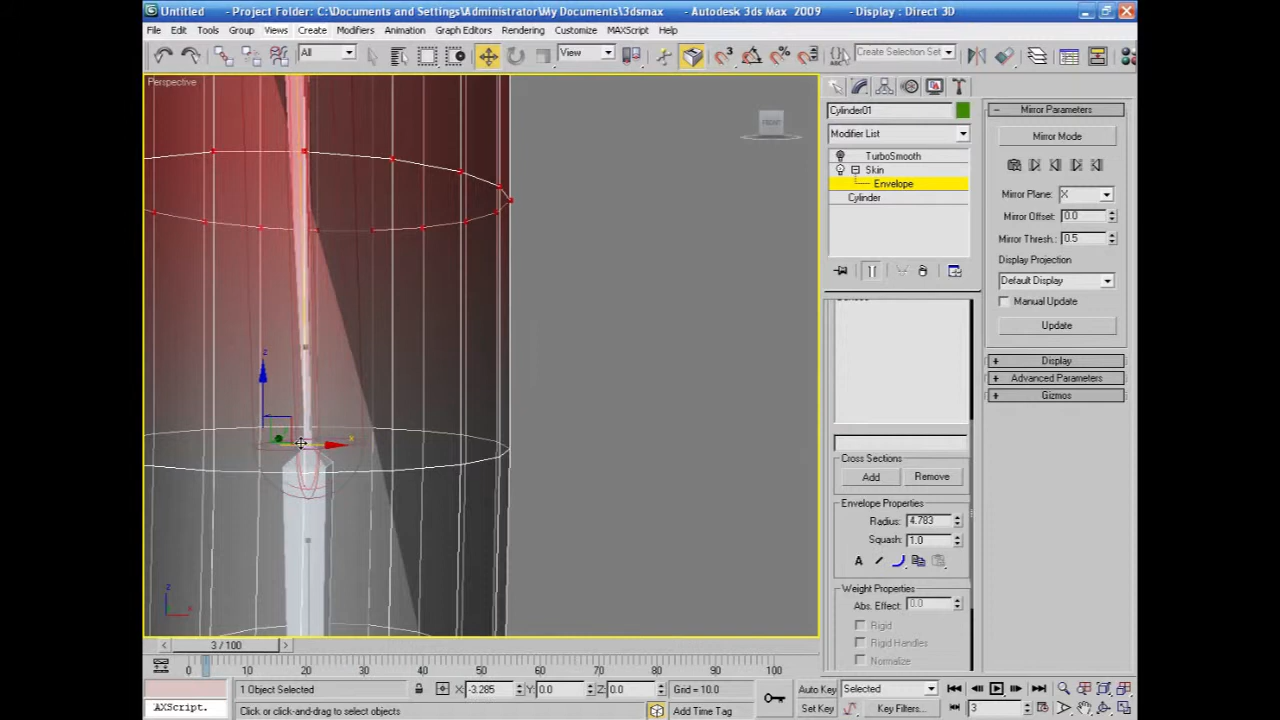 Untitled - Project Folder: C:\Documents and Settings\Administrator\My Documents\3dsmax - Autodesk 3ds Max 2009 - Display : Direct 3D
File Edit Tools Group Views Create Modifiers Animation Graph Editors Rendering Customize MAXScript Help
All View Create Selection Set
Perspective
FRONT
Cylinder01
Modifier List
TurboSmooth
Skin
Envelope
Cylinder
Mirror Parameters
Mirror Mode
Mirror Plane: X
Mirror Offset: 0.0
Mirror Thresh.: 0.5
Display Projection
Default Display
Manual Update
Update
Display
Advanced Parameters
Gizmos
Cross Sections
Add Remove
Envelope Properties
Radius: 4.783
Squash: 1.0
A
Weight Properties
Abs. Effect: 0.0
Rigid
Rigid Handles
Normalize
z
x
z
x
3 / 100
0 10 20 30 40 50 60 70 80 90 100
1 Object Selected X: -3.285 Y: 0.0 Z: 0.0 Grid = 10.0 Auto Key Selected
AXScript. Click or click-and-drag to select objects Add Time Tag Set Key Key Filters... 3